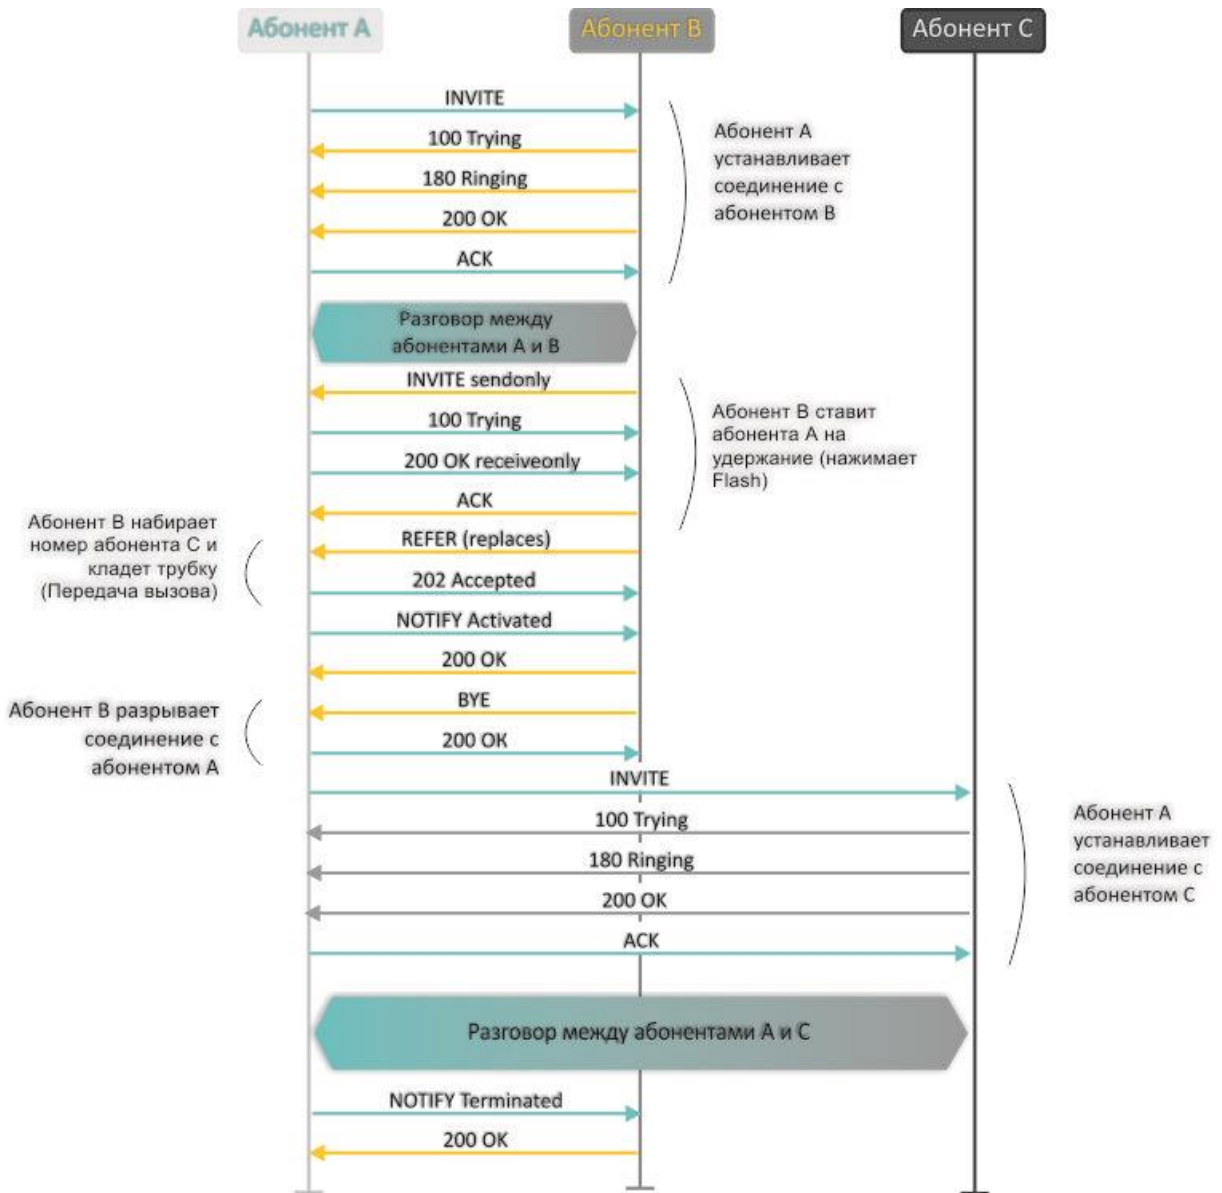 Абонент A
Абонент B
Абонент C
INVITE
100 Trying
180 Ringing
200 OK
ACK
Абонент A
устанавливает
соединение с
абонентом B
Разговор между
абонентами A и B
INVITE sendonly
100 Trying
200 OK receiveonly
ACK
Абонент B ставит
абонента A на
удержание (нажимает
Flash)
REFER (replaces)
202 Accepted
Абонент B набирает
номер абонента C и
кладет трубку
(Передача вызова)
NOTIFY Activated
200 OK
BYE
200 OK
Абонент B разрывает
соединение с
абонентом A
INVITE
100 Trying
180 Ringing
200 OK
ACK
Абонент A
устанавливает
соединение с
абонентом C
Разговор между абонентами A и C
NOTIFY Terminated
200 OK